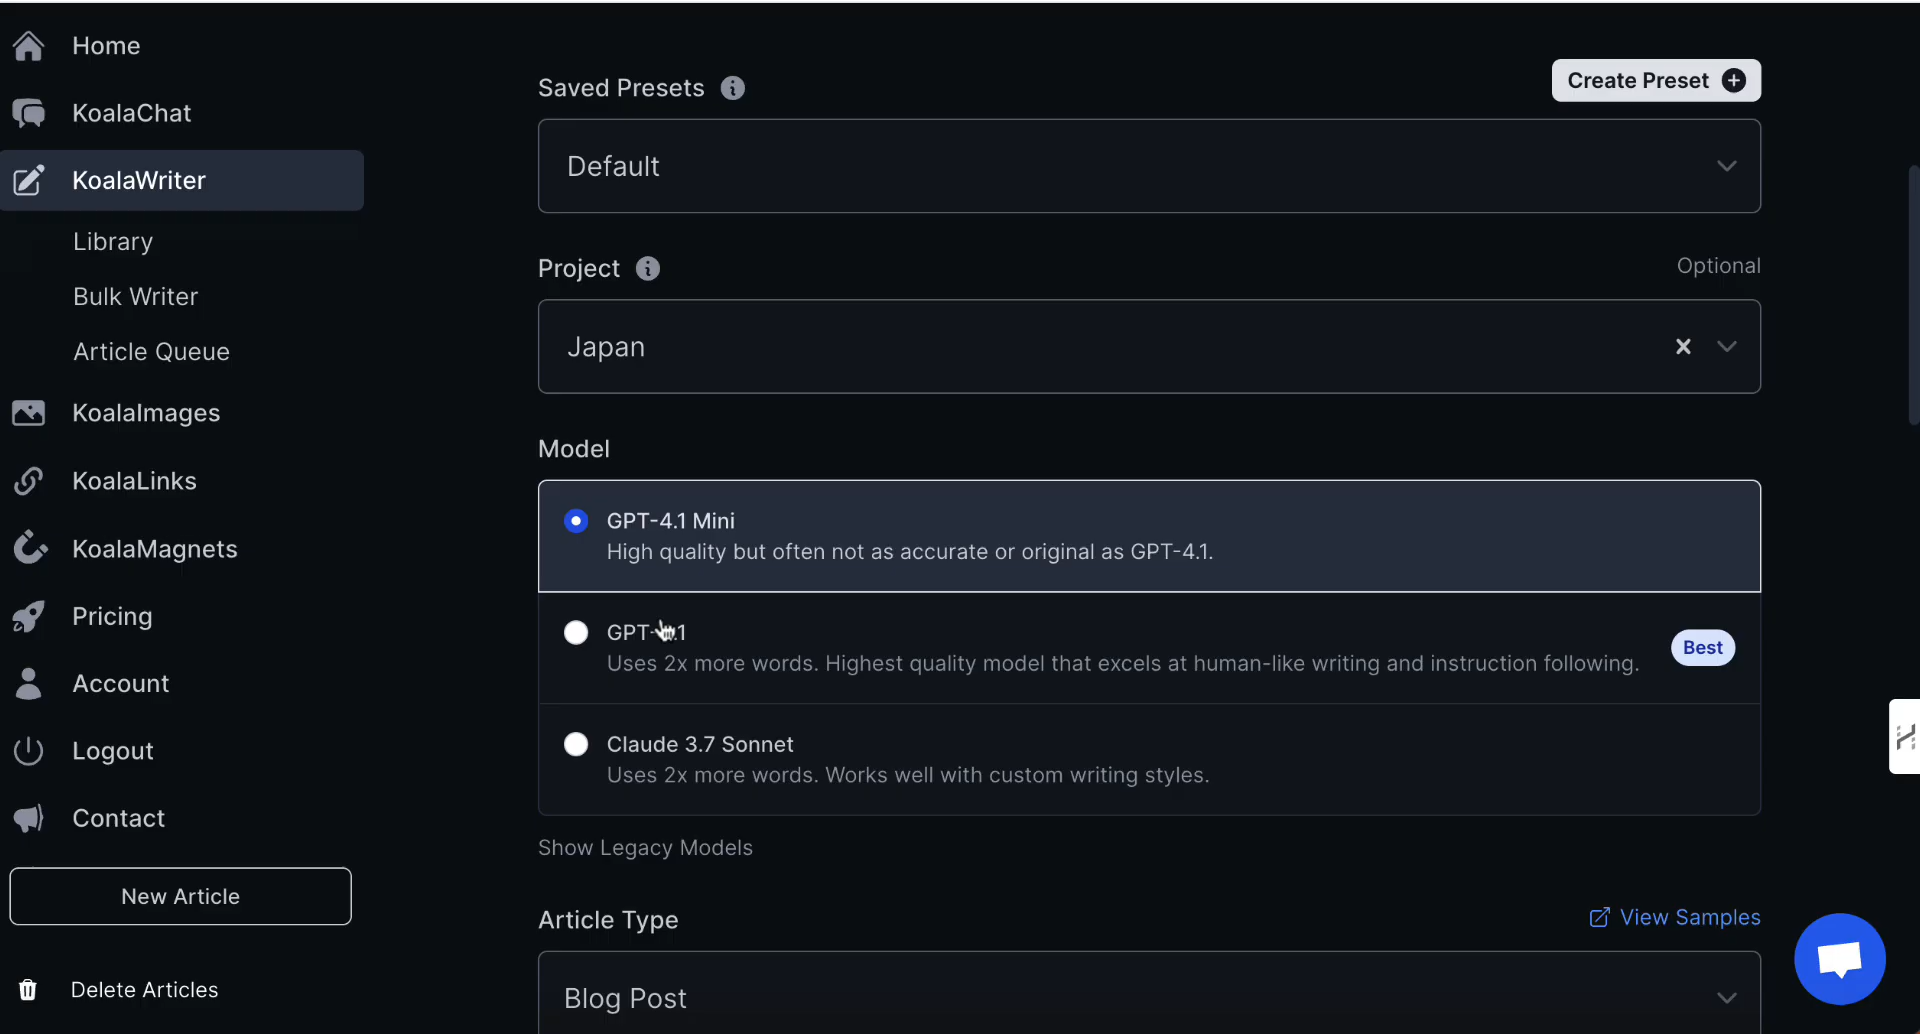 Home
KoalaChat
KoalaWriter
Library
Bulk Writer
Article Queue
KoalaImages
KoalaLinks
KoalaMagnets
Pricing
Account
Logout
Contact
New Article
Delete Articles
Saved Presets
Create Preset
Default
Project
Optional
Japan
Model
GPT-4.1 Mini
High quality but often not as accurate or original as GPT-4.1.
GPT-4.1
Uses 2x more words. Highest quality model that excels at human-like writing and instruction following.
Best
Claude 3.7 Sonnet
Uses 2x more words. Works well with custom writing styles.
Show Legacy Models
Article Type
View Samples
Blog Post